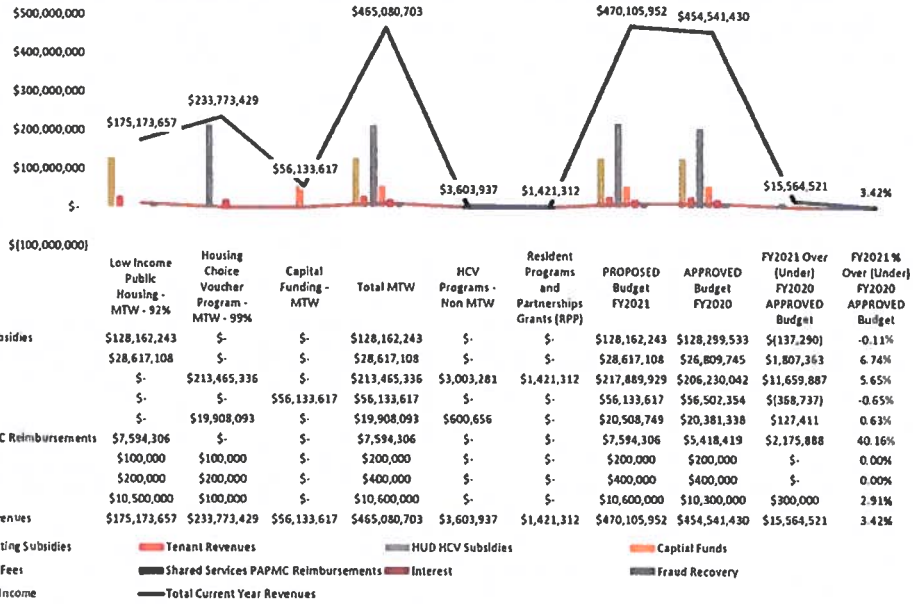 $500,000,000
$400,000,000
$300,000,000
$200,000,000
$100,000,000
$-
$(100,000,000)
$175,173,657
$233,773,429
$56,133,617
$465,080,703
$3,603,937
$1,421,312
$470,105,952
$454,541,430
$15,564,521
3.42%
Low Income Public Housing - MTW - 92%
Housing Choice Voucher Program - MTW - 99%
Capital Funding - MTW
Total MTW
HCV Programs - Non MTW
Resident Programs and Partnerships Grants (RPP)
PROPOSED Budget FY2021
APPROVED Budget FY2020
FY2021 Over (Under) FY2020 APPROVED Budget
FY2021 % Over (Under) FY2020 APPROVED Budget
bsidies $128,162,243 $- $- $128,162,243 $- $- $128,162,243 $128,299,533 $(137,290) -0.11%
$28,617,108 $- $- $28,617,108 $- $- $28,617,108 $26,809,745 $1,807,363 6.74%
$- $213,465,336 $- $213,465,336 $3,003,281 $1,421,312 $217,889,929 $206,230,042 $11,659,887 5.65%
$- $- $56,133,617 $56,133,617 $- $- $56,133,617 $56,502,354 $(368,737) -0.65%
$- $19,908,093 $- $19,908,093 $600,656 $- $20,508,749 $20,381,338 $127,411 0.63%
C Reimbursements $7,594,306 $- $- $7,594,306 $- $- $7,594,306 $5,418,419 $2,175,888 40.16%
$100,000 $100,000 $- $200,000 $- $- $200,000 $200,000 $- 0.00%
$200,000 $200,000 $- $400,000 $- $- $400,000 $400,000 $- 0.00%
$10,500,000 $100,000 $- $10,600,000 $- $- $10,600,000 $10,300,000 $300,000 2.91%
enues $175,173,657 $233,773,429 $56,133,617 $465,080,703 $3,603,937 $1,421,312 $470,105,952 $454,541,430 $15,564,521 3.42%
ting Subsidies Tenant Revenues HUD HCV Subsidies Captial Funds
Fees Shared Services PAPMC Reimbursements Interest Fraud Recovery
Income Total Current Year Revenues